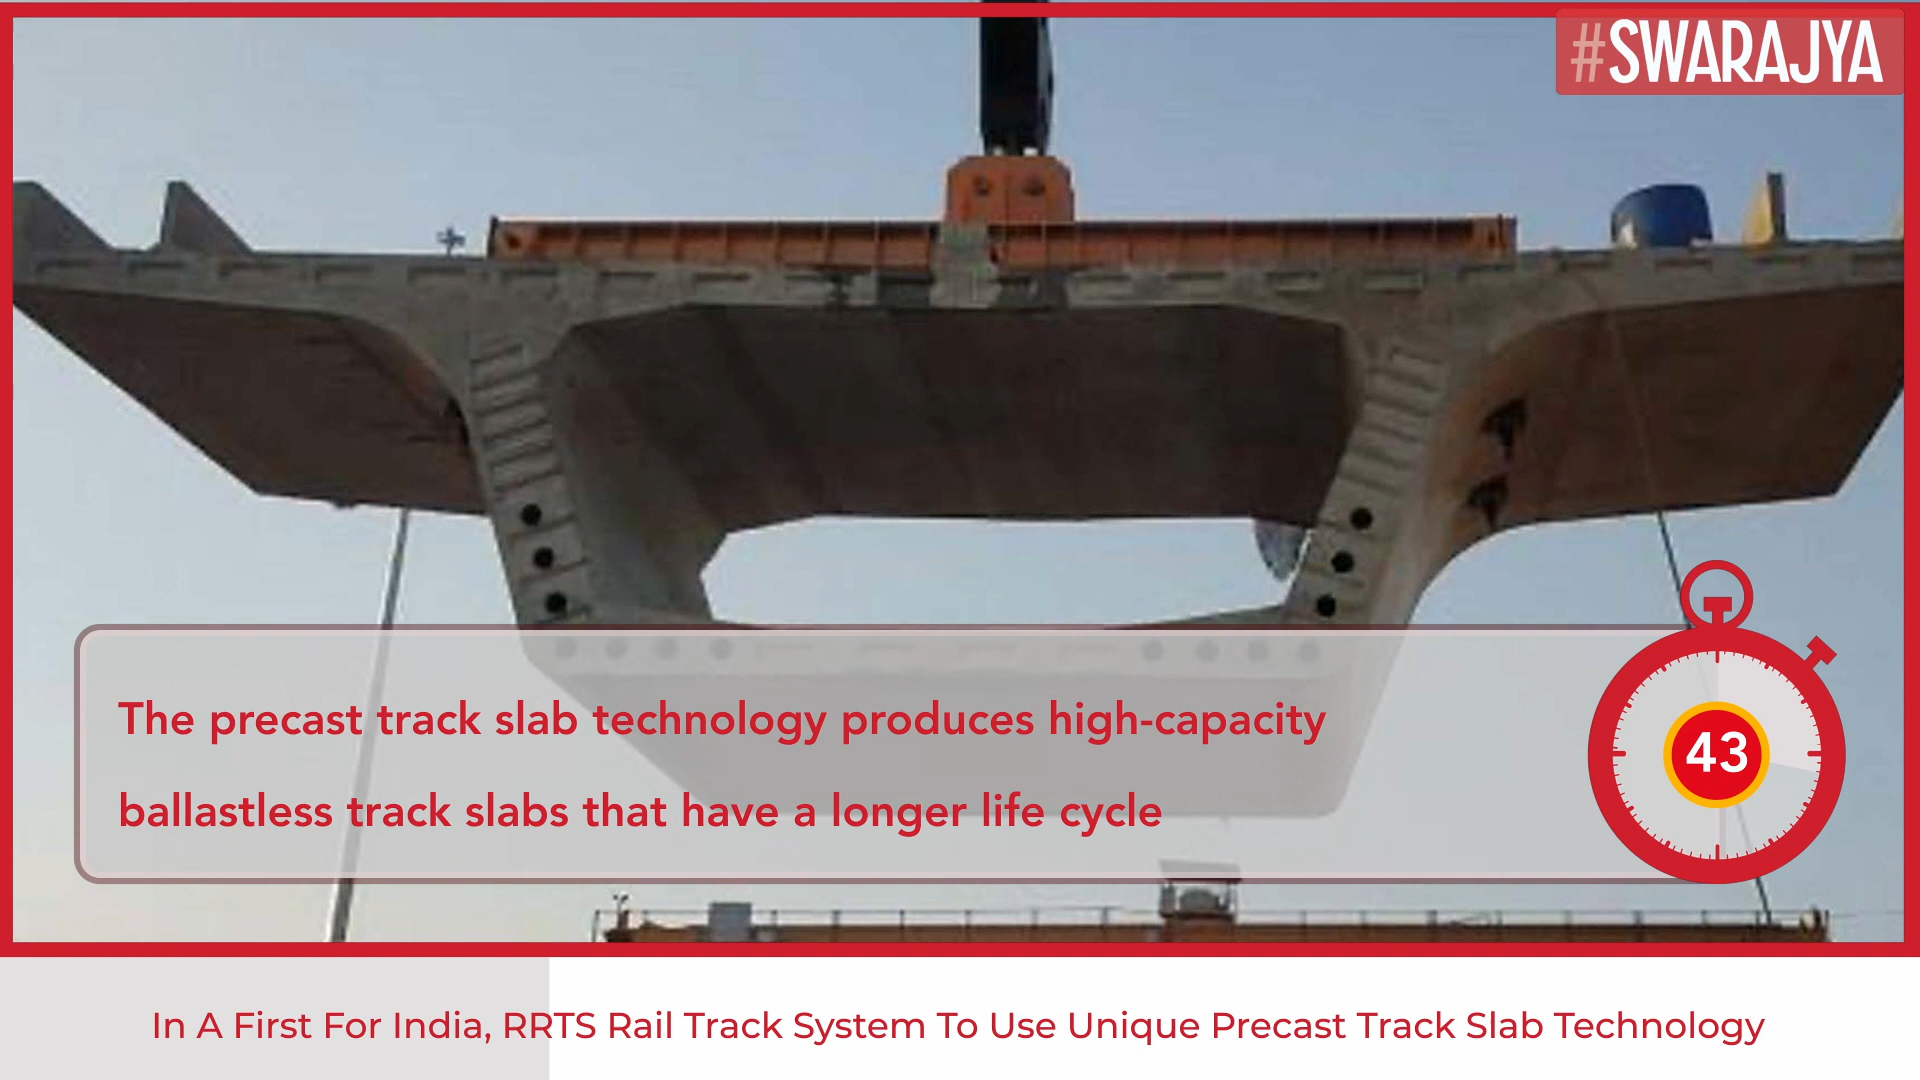 #SWARAJYA
The precast track slab technology produces high-capacity
ballastless track slabs that have a longer life cycle
43
In A First For India, RRTS Rail Track System To Use Unique Precast Track Slab Technology